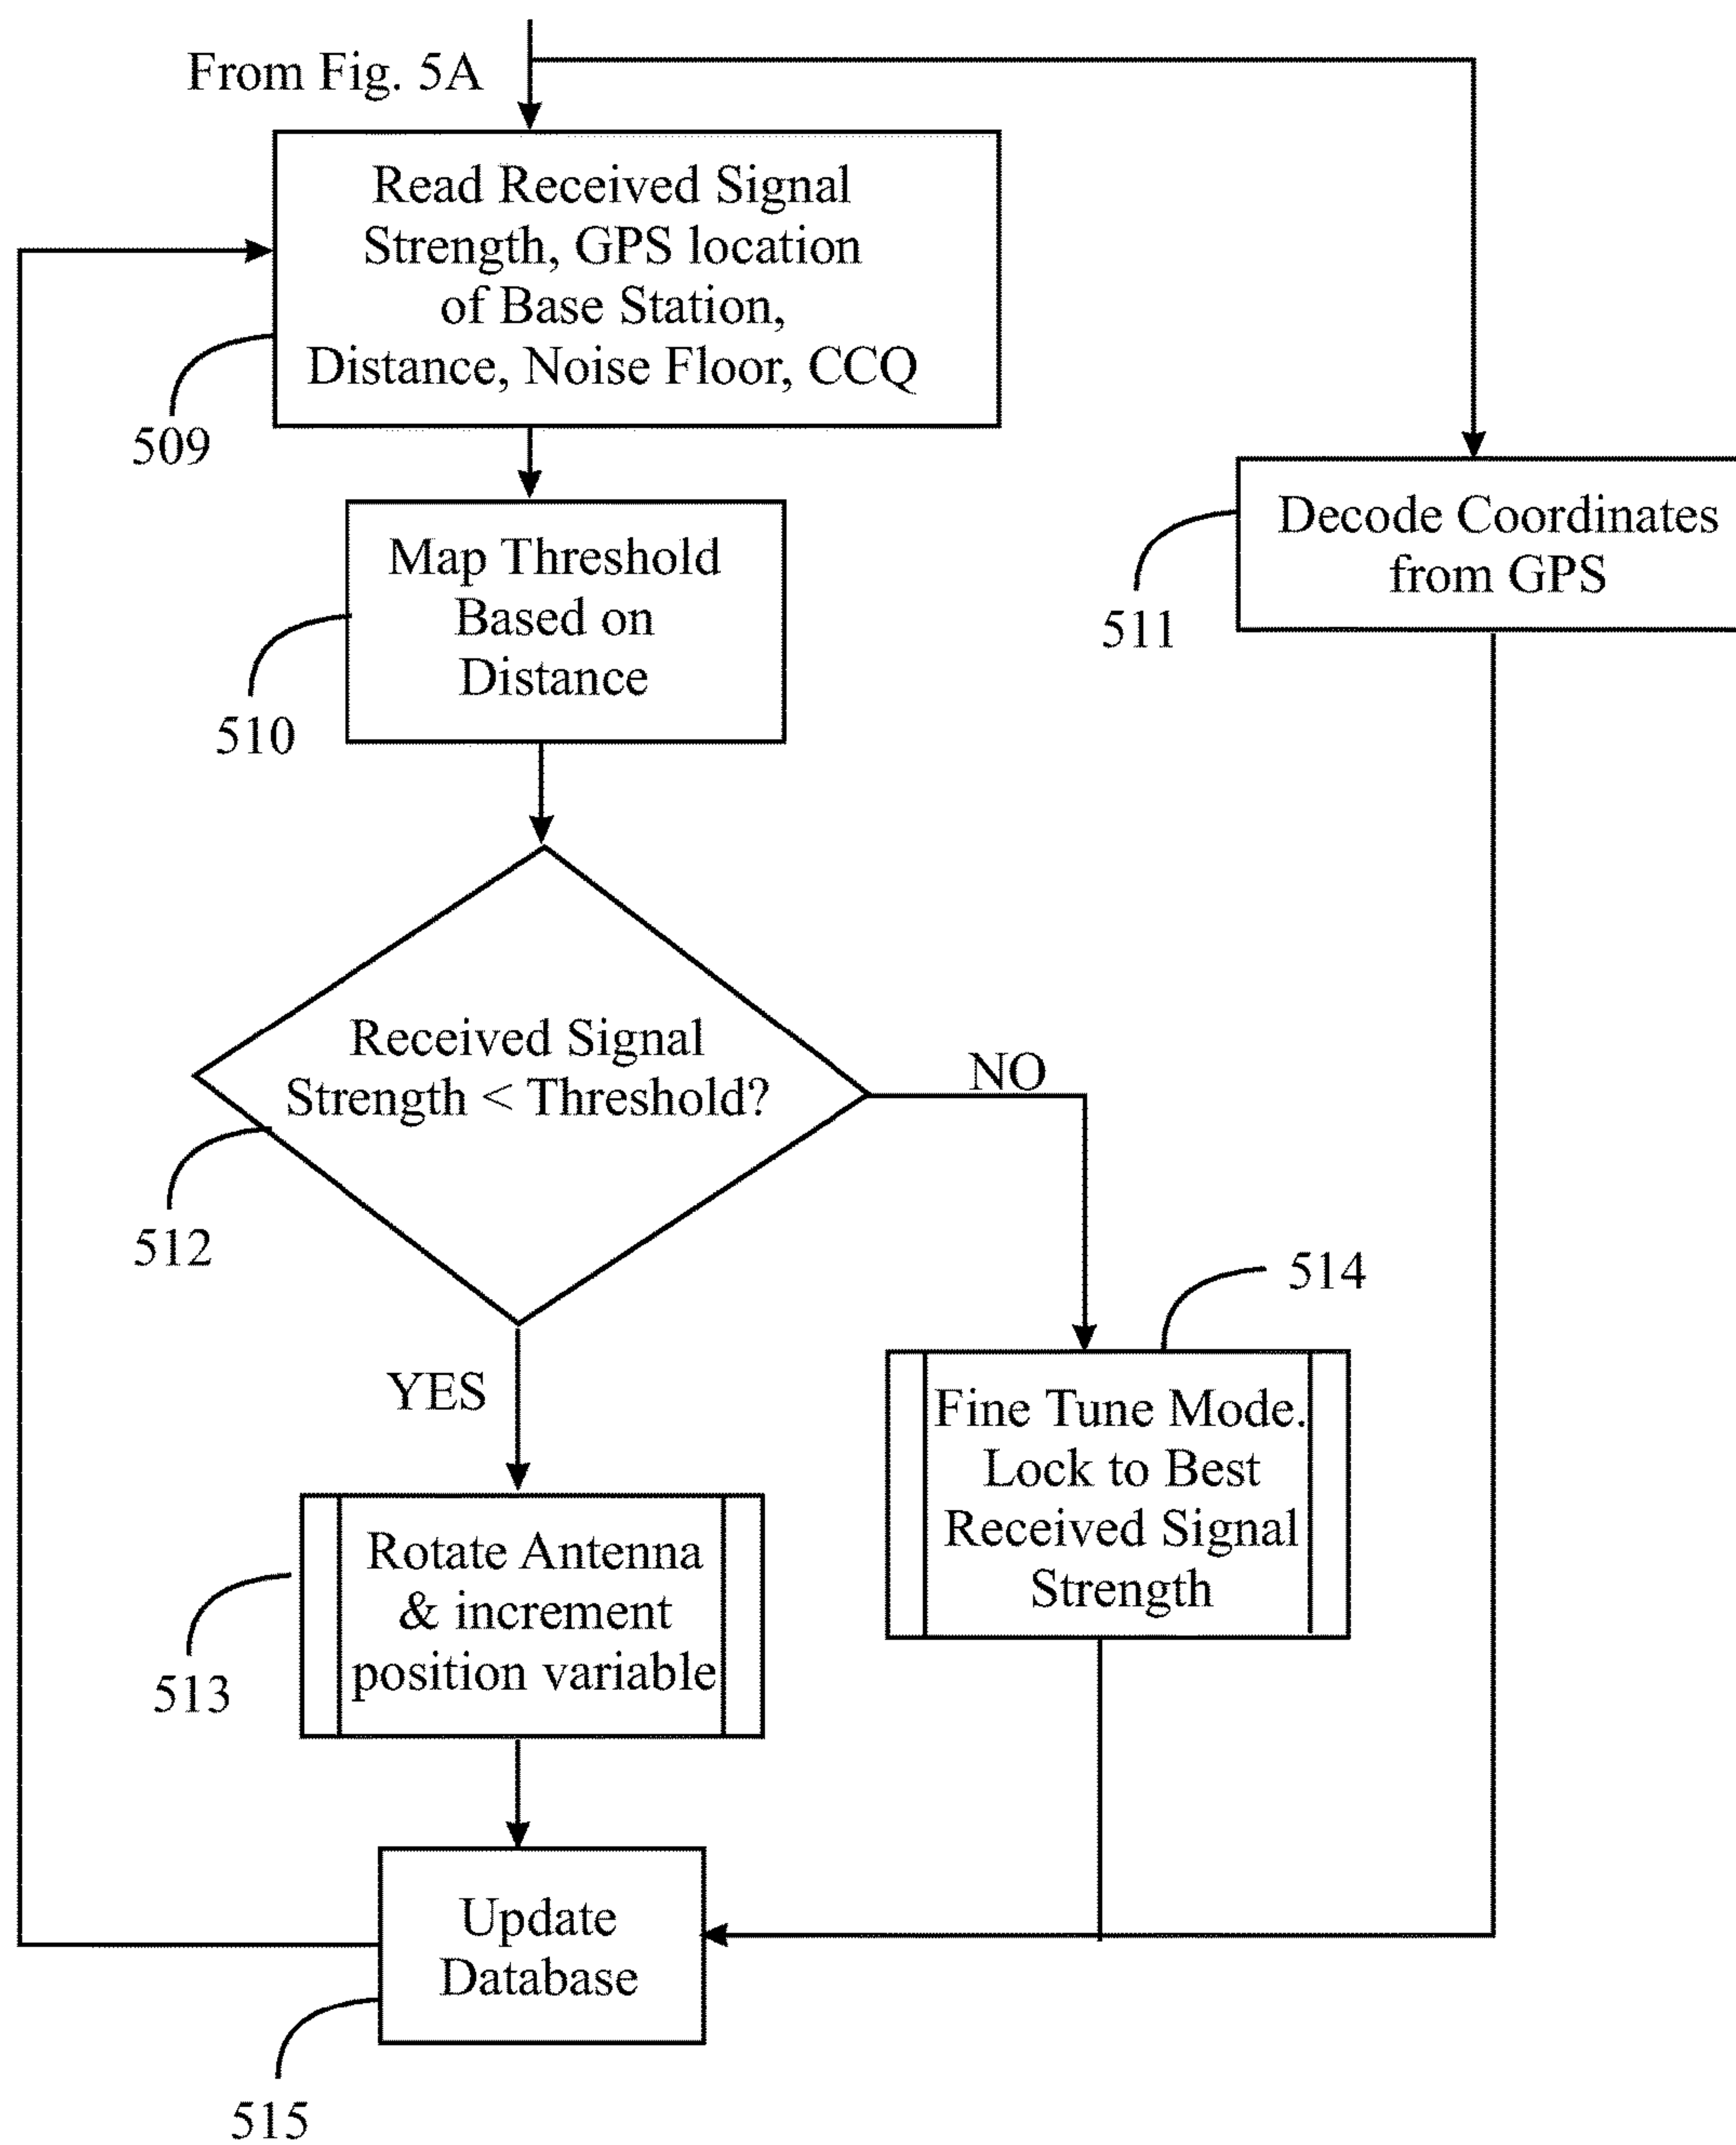 From Fig. 5A
Read Received Signal
Strength, GPS location
of Base Station,
Distance, Noise Floor, CCQ
509
Decode Coordinates
from GPS
511
Map Threshold
Based on
Distance
510
Received Signal
Strength < Threshold?
NO
512
514
YES
Fine Tune Mode.
Lock to Best
Received Signal
Strength
Rotate Antenna
& increment
position variable
513
Update
Database
515